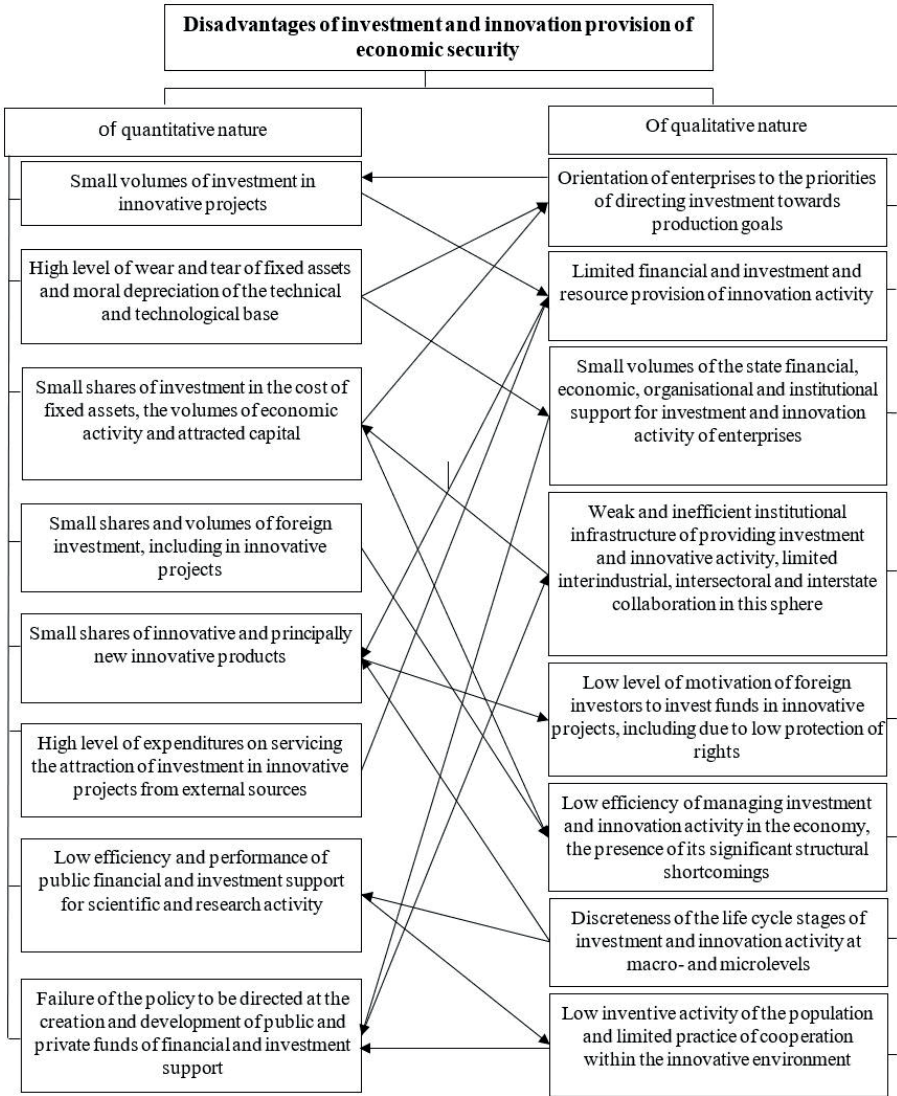 Disadvantages of investment and innovation provision of
economic security
Of quantitative nature
Small volumes of investment in
innovative projects
High level of wear and tear of fixed assets
and moral depreciation of the technical
and technological base
Small shares of investment in the cost of
fixed assets, the volumes of economic
activity and attracted capital
Small shares and volumes of foreign
investment, including in innovative
projects
Small shares of innovative and principally
new innovative products
High level of expenditures on servicing
the attraction of investment in innovative
projects from external sources
Low efficiency and performance of
public financial and investment support
for scientific and research activity
Failure of the policy to be directed at the
creation and development of public and
private funds of financial and investment
support
Of qualitative nature
Orientation of enterprises to the priorities
of directing investment towards
production goals
Limited financial and investment and
resource provision of innovation activity
Small volumes of the state financial,
economic, organisational and institutional
support for investment and innovation
activity of enterprises
Weak and inefficient institutional
infrastructure of providing investment
and innovative activity, limited
interindustrial, intersectoral and interstate
collaboration in this sphere
Low level of motivation of foreign
investors to invest funds in innovative
projects, including due to low protection of
rights
Low efficiency of managing investment
and innovation activity in the economy,
the presence of its significant structural
shortcomings
Discreteness of the life cycle stages of
investment and innovation activity at
macro- and microlevels
Low inventive activity of the population
and limited practice of cooperation
within the innovative environment